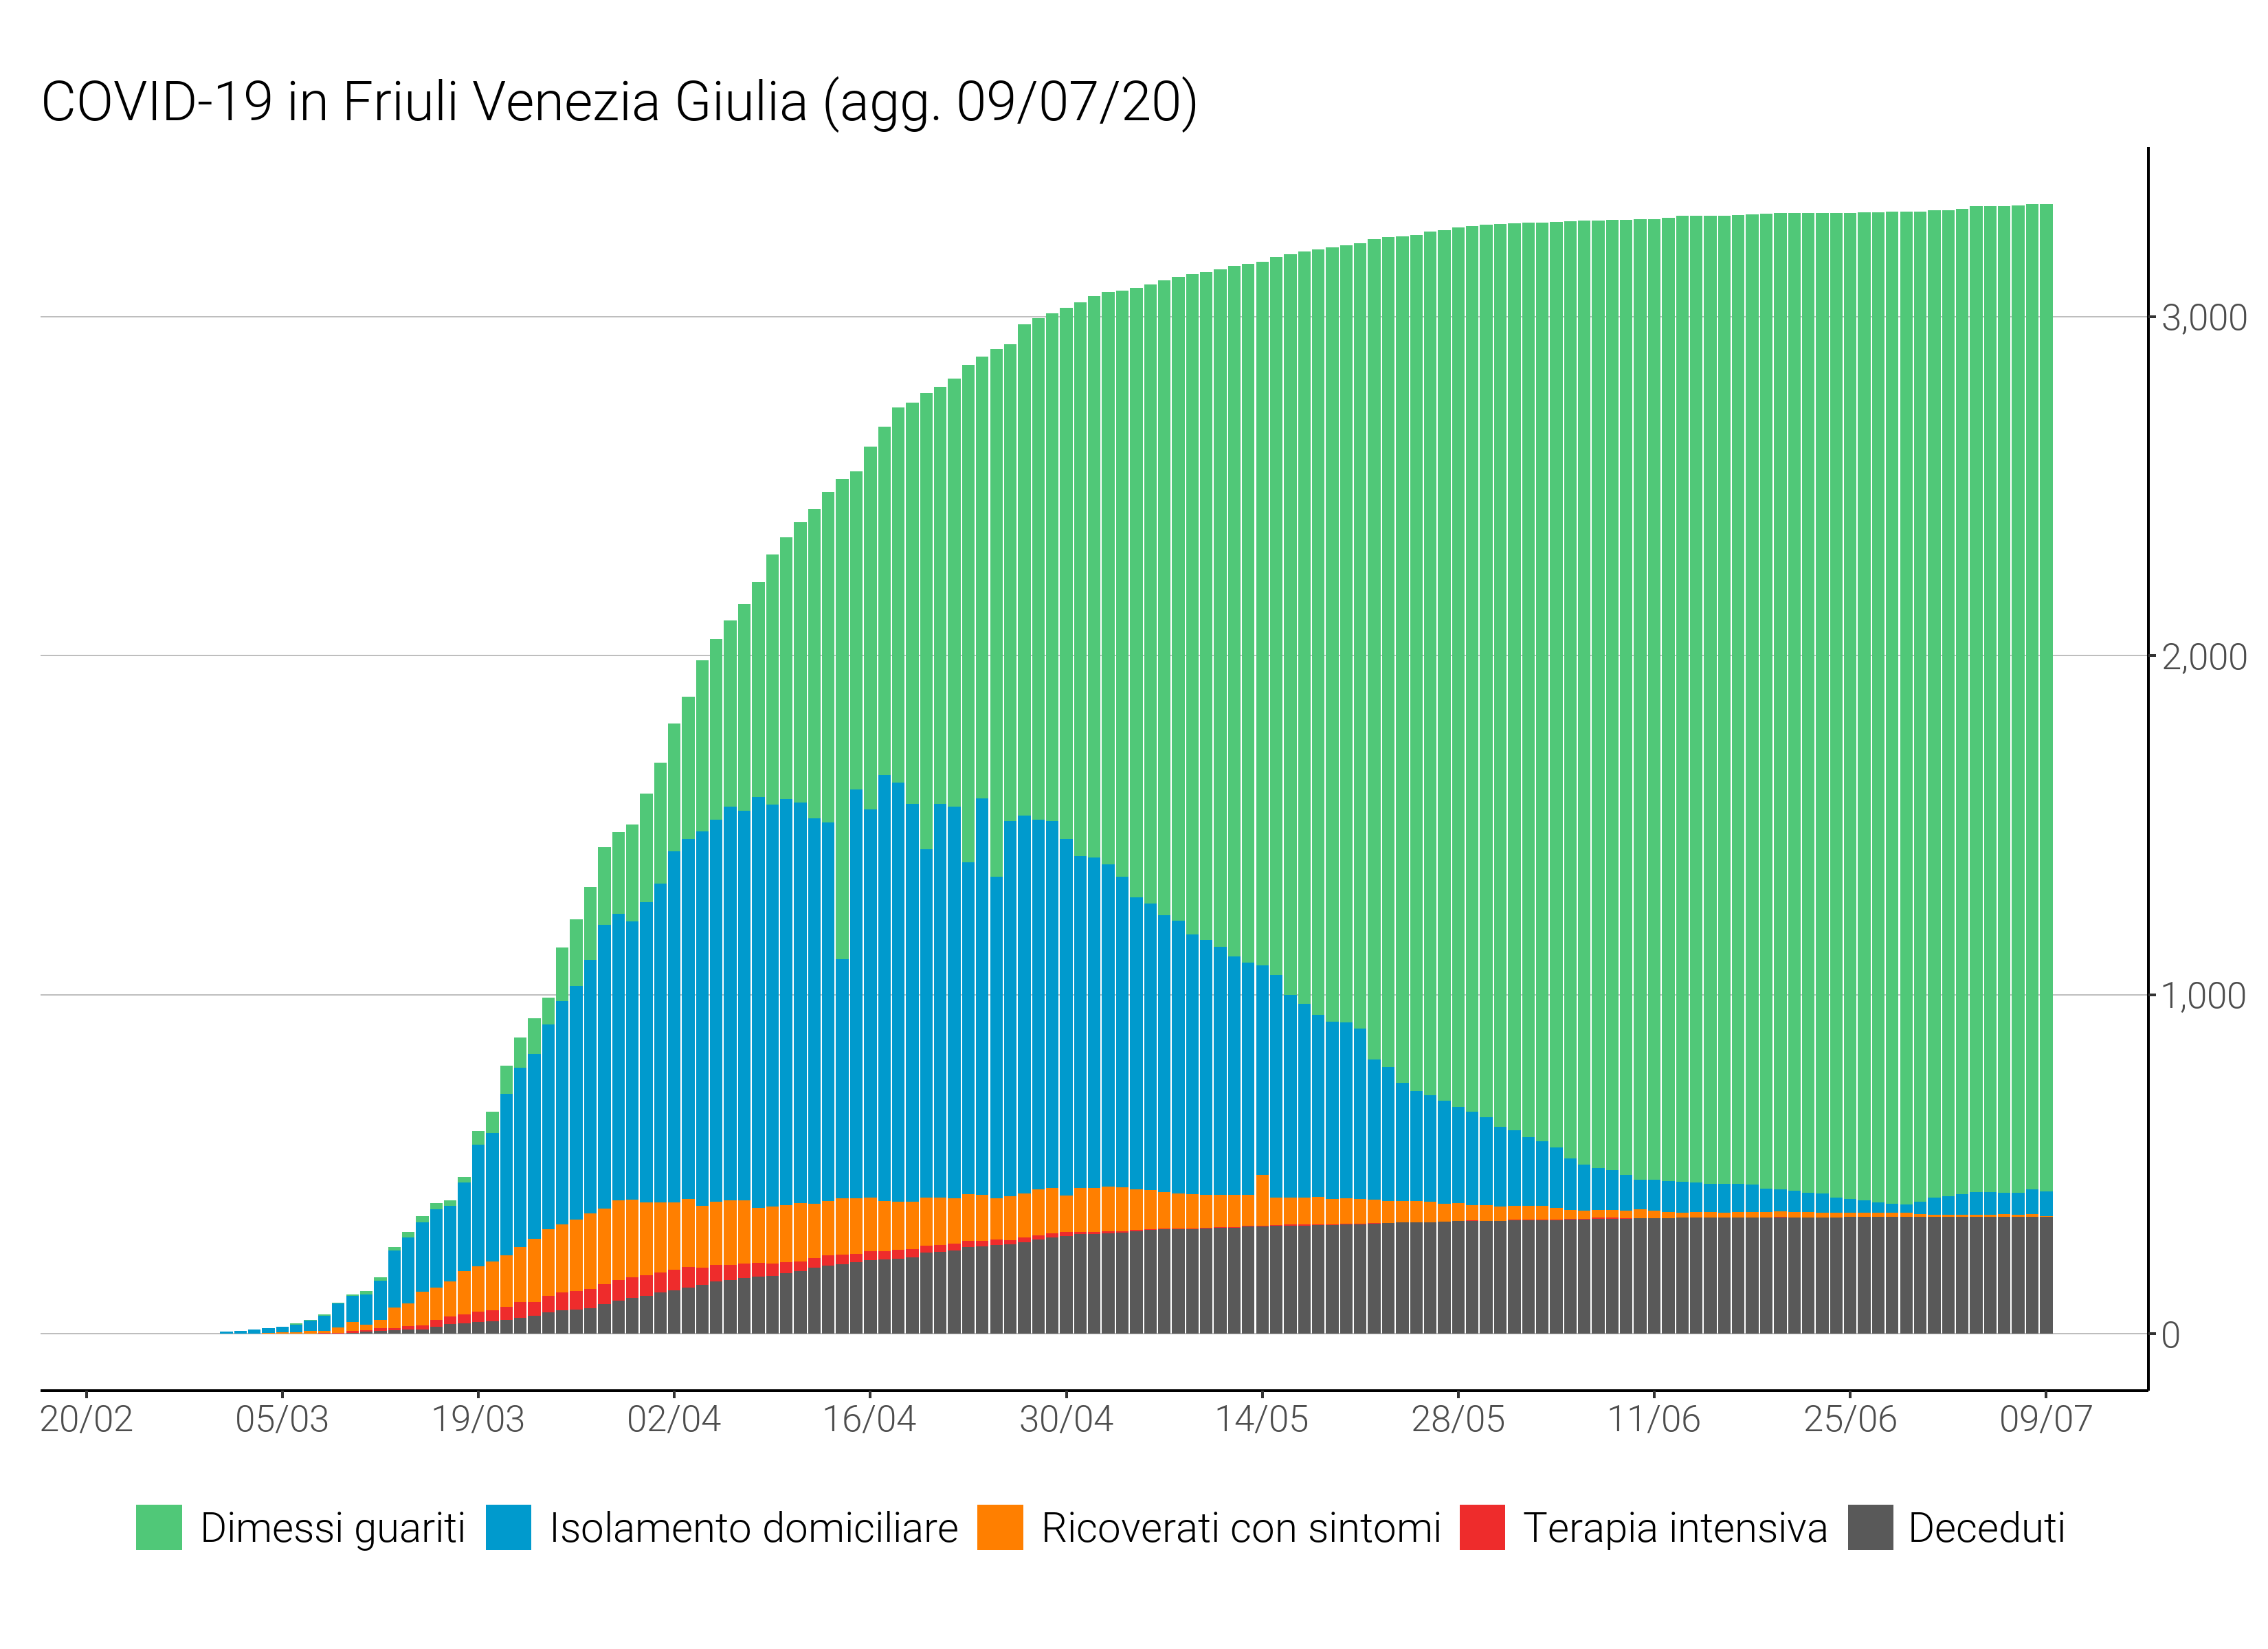 COVID-19 in Friuli Venezia Giulia (agg. 09/07/20)
3,000
2,000
1,000
0
20/02 05/03 19/03 02/04 16/04 30/04 14/05 28/05 11/06 25/06 09/07
Dimessi guariti Isolamento domiciliare Ricoverati con sintomi Terapia intensiva Deceduti